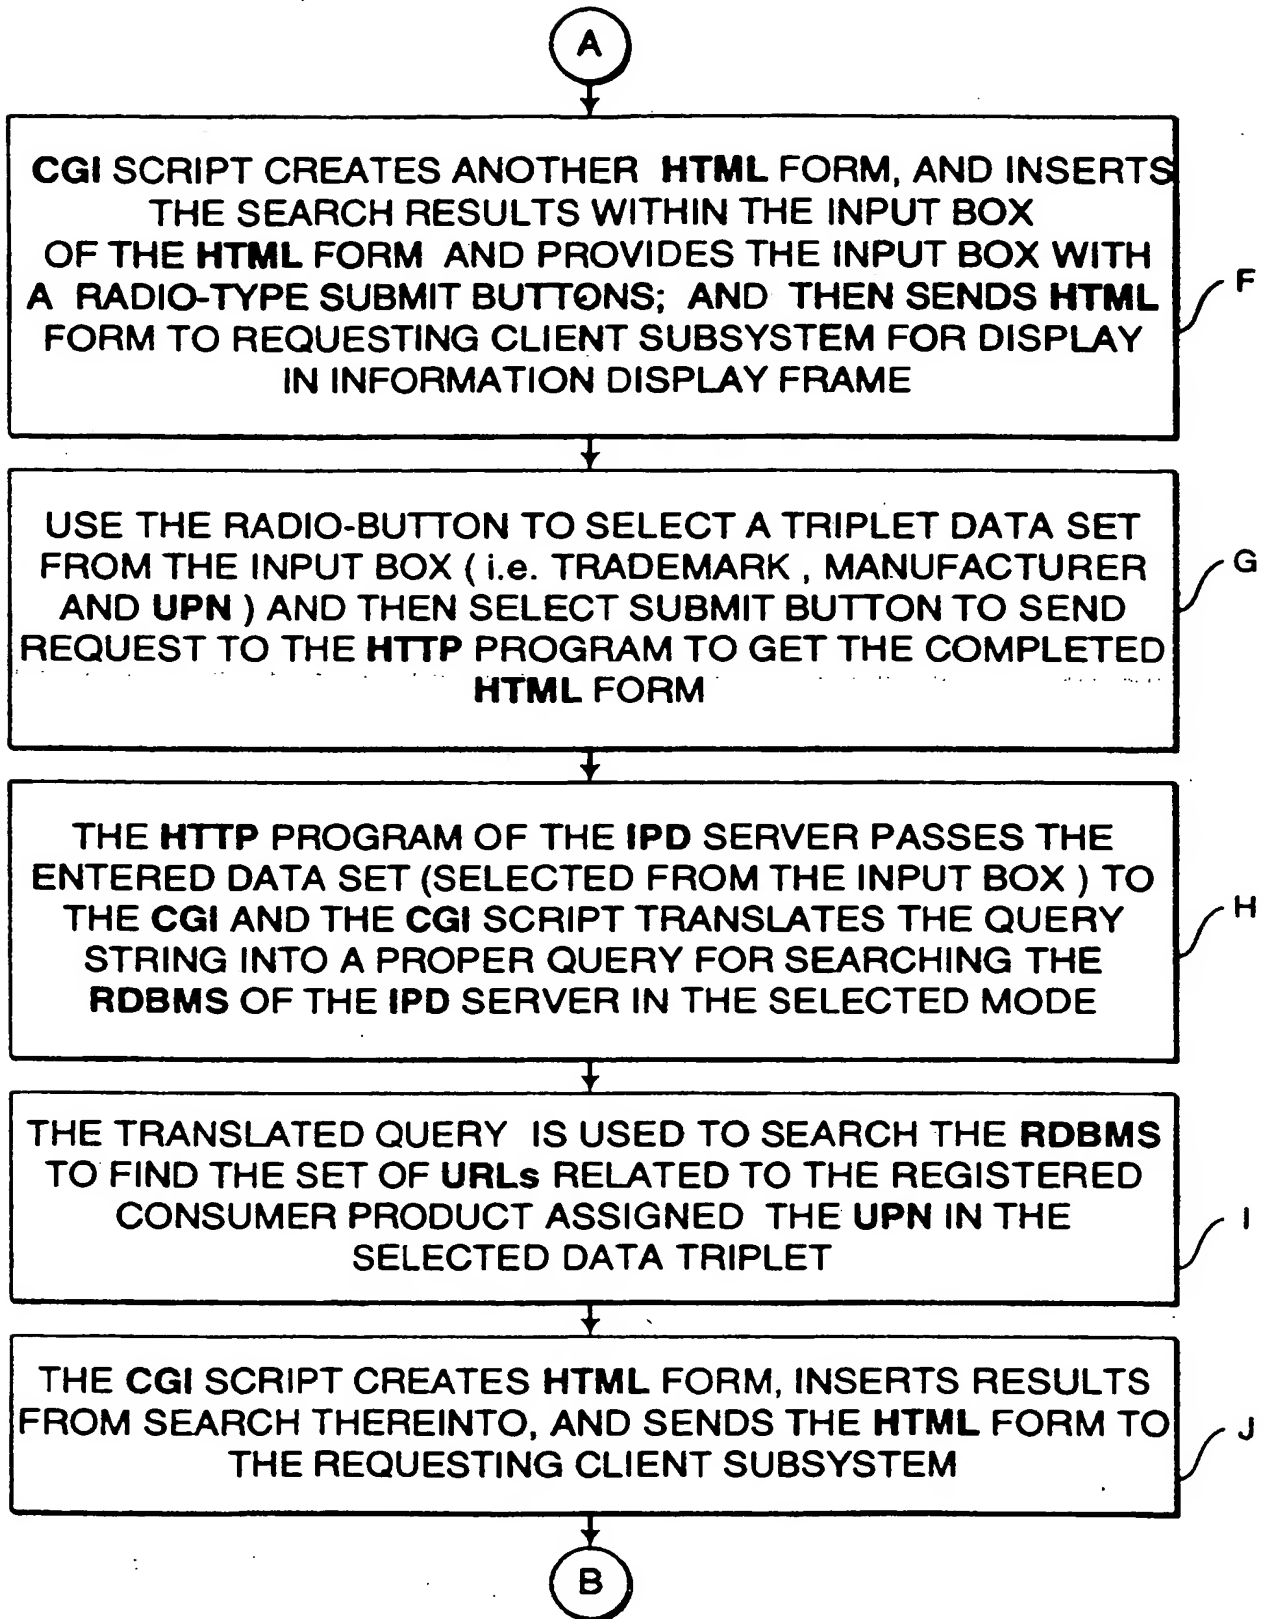 A
CGI SCRIPT CREATES ANOTHER HTML FORM, AND INSERTS
THE SEARCH RESULTS WITHIN THE INPUT BOX
OF THE HTML FORM AND PROVIDES THE INPUT BOX WITH
A RADIO-TYPE SUBMIT BUTTONS; AND THEN SENDS HTML
FORM TO REQUESTING CLIENT SUBSYSTEM FOR DISPLAY
IN INFORMATION DISPLAY FRAME
F
USE THE RADIO-BUTTON TO SELECT A TRIPLET DATA SET
FROM THE INPUT BOX ( i.e. TRADEMARK , MANUFACTURER
AND UPN ) AND THEN SELECT SUBMIT BUTTON TO SEND
REQUEST TO THE HTTP PROGRAM TO GET THE COMPLETED
HTML FORM
G
THE HTTP PROGRAM OF THE IPD SERVER PASSES THE
ENTERED DATA SET (SELECTED FROM THE INPUT BOX ) TO
THE CGI AND THE CGI SCRIPT TRANSLATES THE QUERY
STRING INTO A PROPER QUERY FOR SEARCHING THE
RDBMS OF THE IPD SERVER IN THE SELECTED MODE
H
THE TRANSLATED QUERY IS USED TO SEARCH THE RDBMS
TO FIND THE SET OF URLs RELATED TO THE REGISTERED
CONSUMER PRODUCT ASSIGNED THE UPN IN THE
SELECTED DATA TRIPLET
I
THE CGI SCRIPT CREATES HTML FORM, INSERTS RESULTS
FROM SEARCH THEREINTO, AND SENDS THE HTML FORM TO
THE REQUESTING CLIENT SUBSYSTEM
J
B